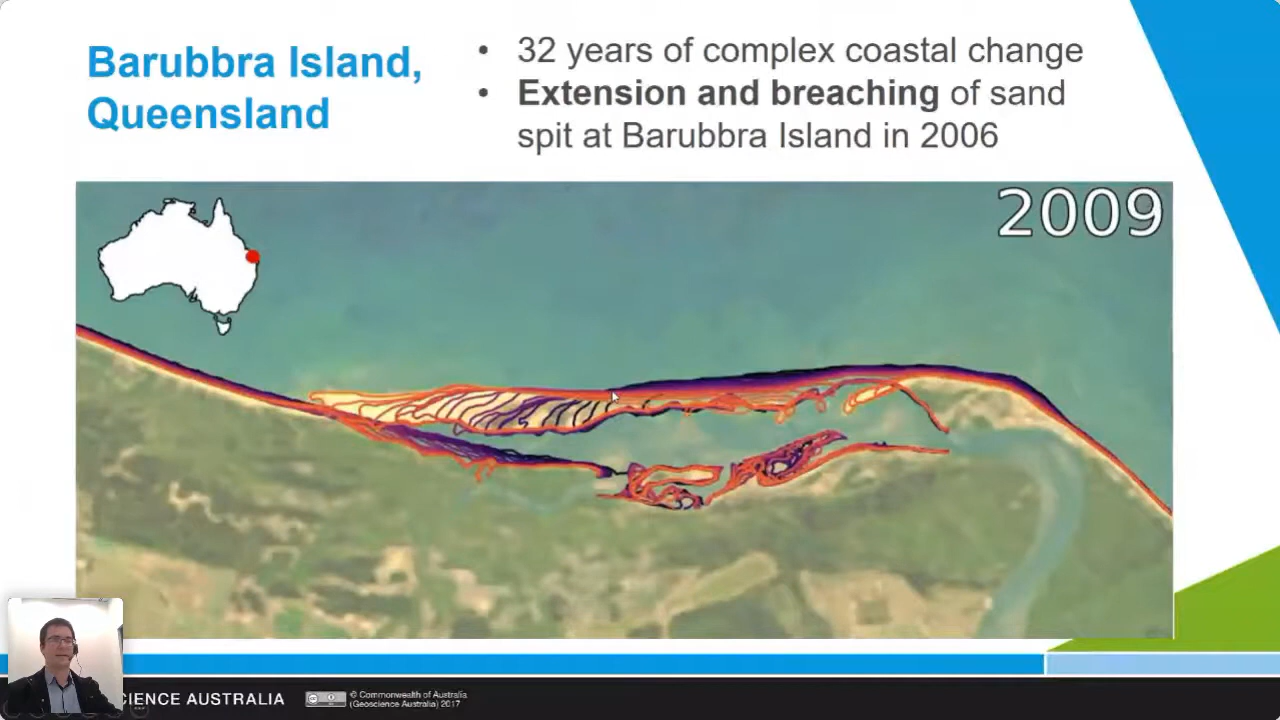 Barubbra Island,
Queensland
• 32 years of complex coastal change
• Extension and breaching of sand
spit at Barubbra Island in 2006
2009
CIENCE AUSTRALIA
© Commonwealth of Australia
(Geoscience Australia) 2017